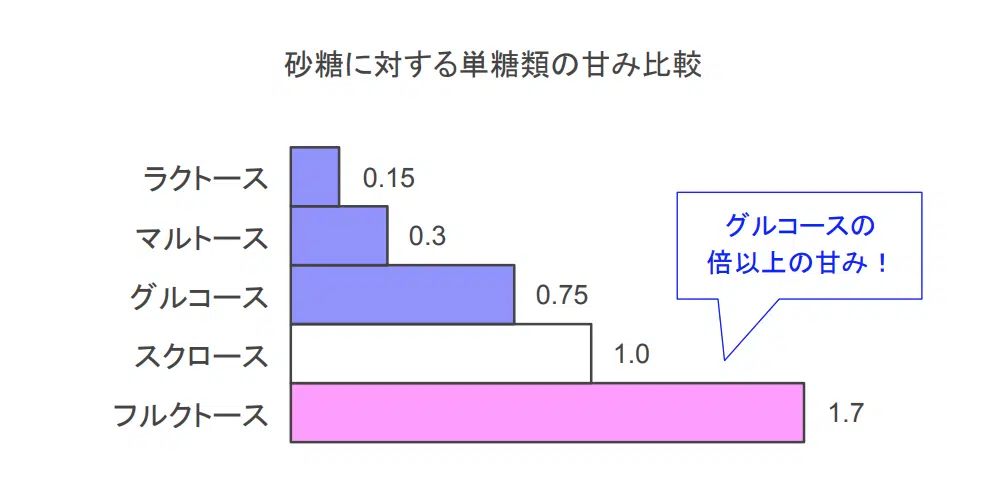 砂糖に対する単糖類の甘み比較
ラクトース 0.15
マルトース 0.3
グルコース 0.75
スクロース 1.0
フルクトース 1.7
グルコースの
倍以上の甘み！